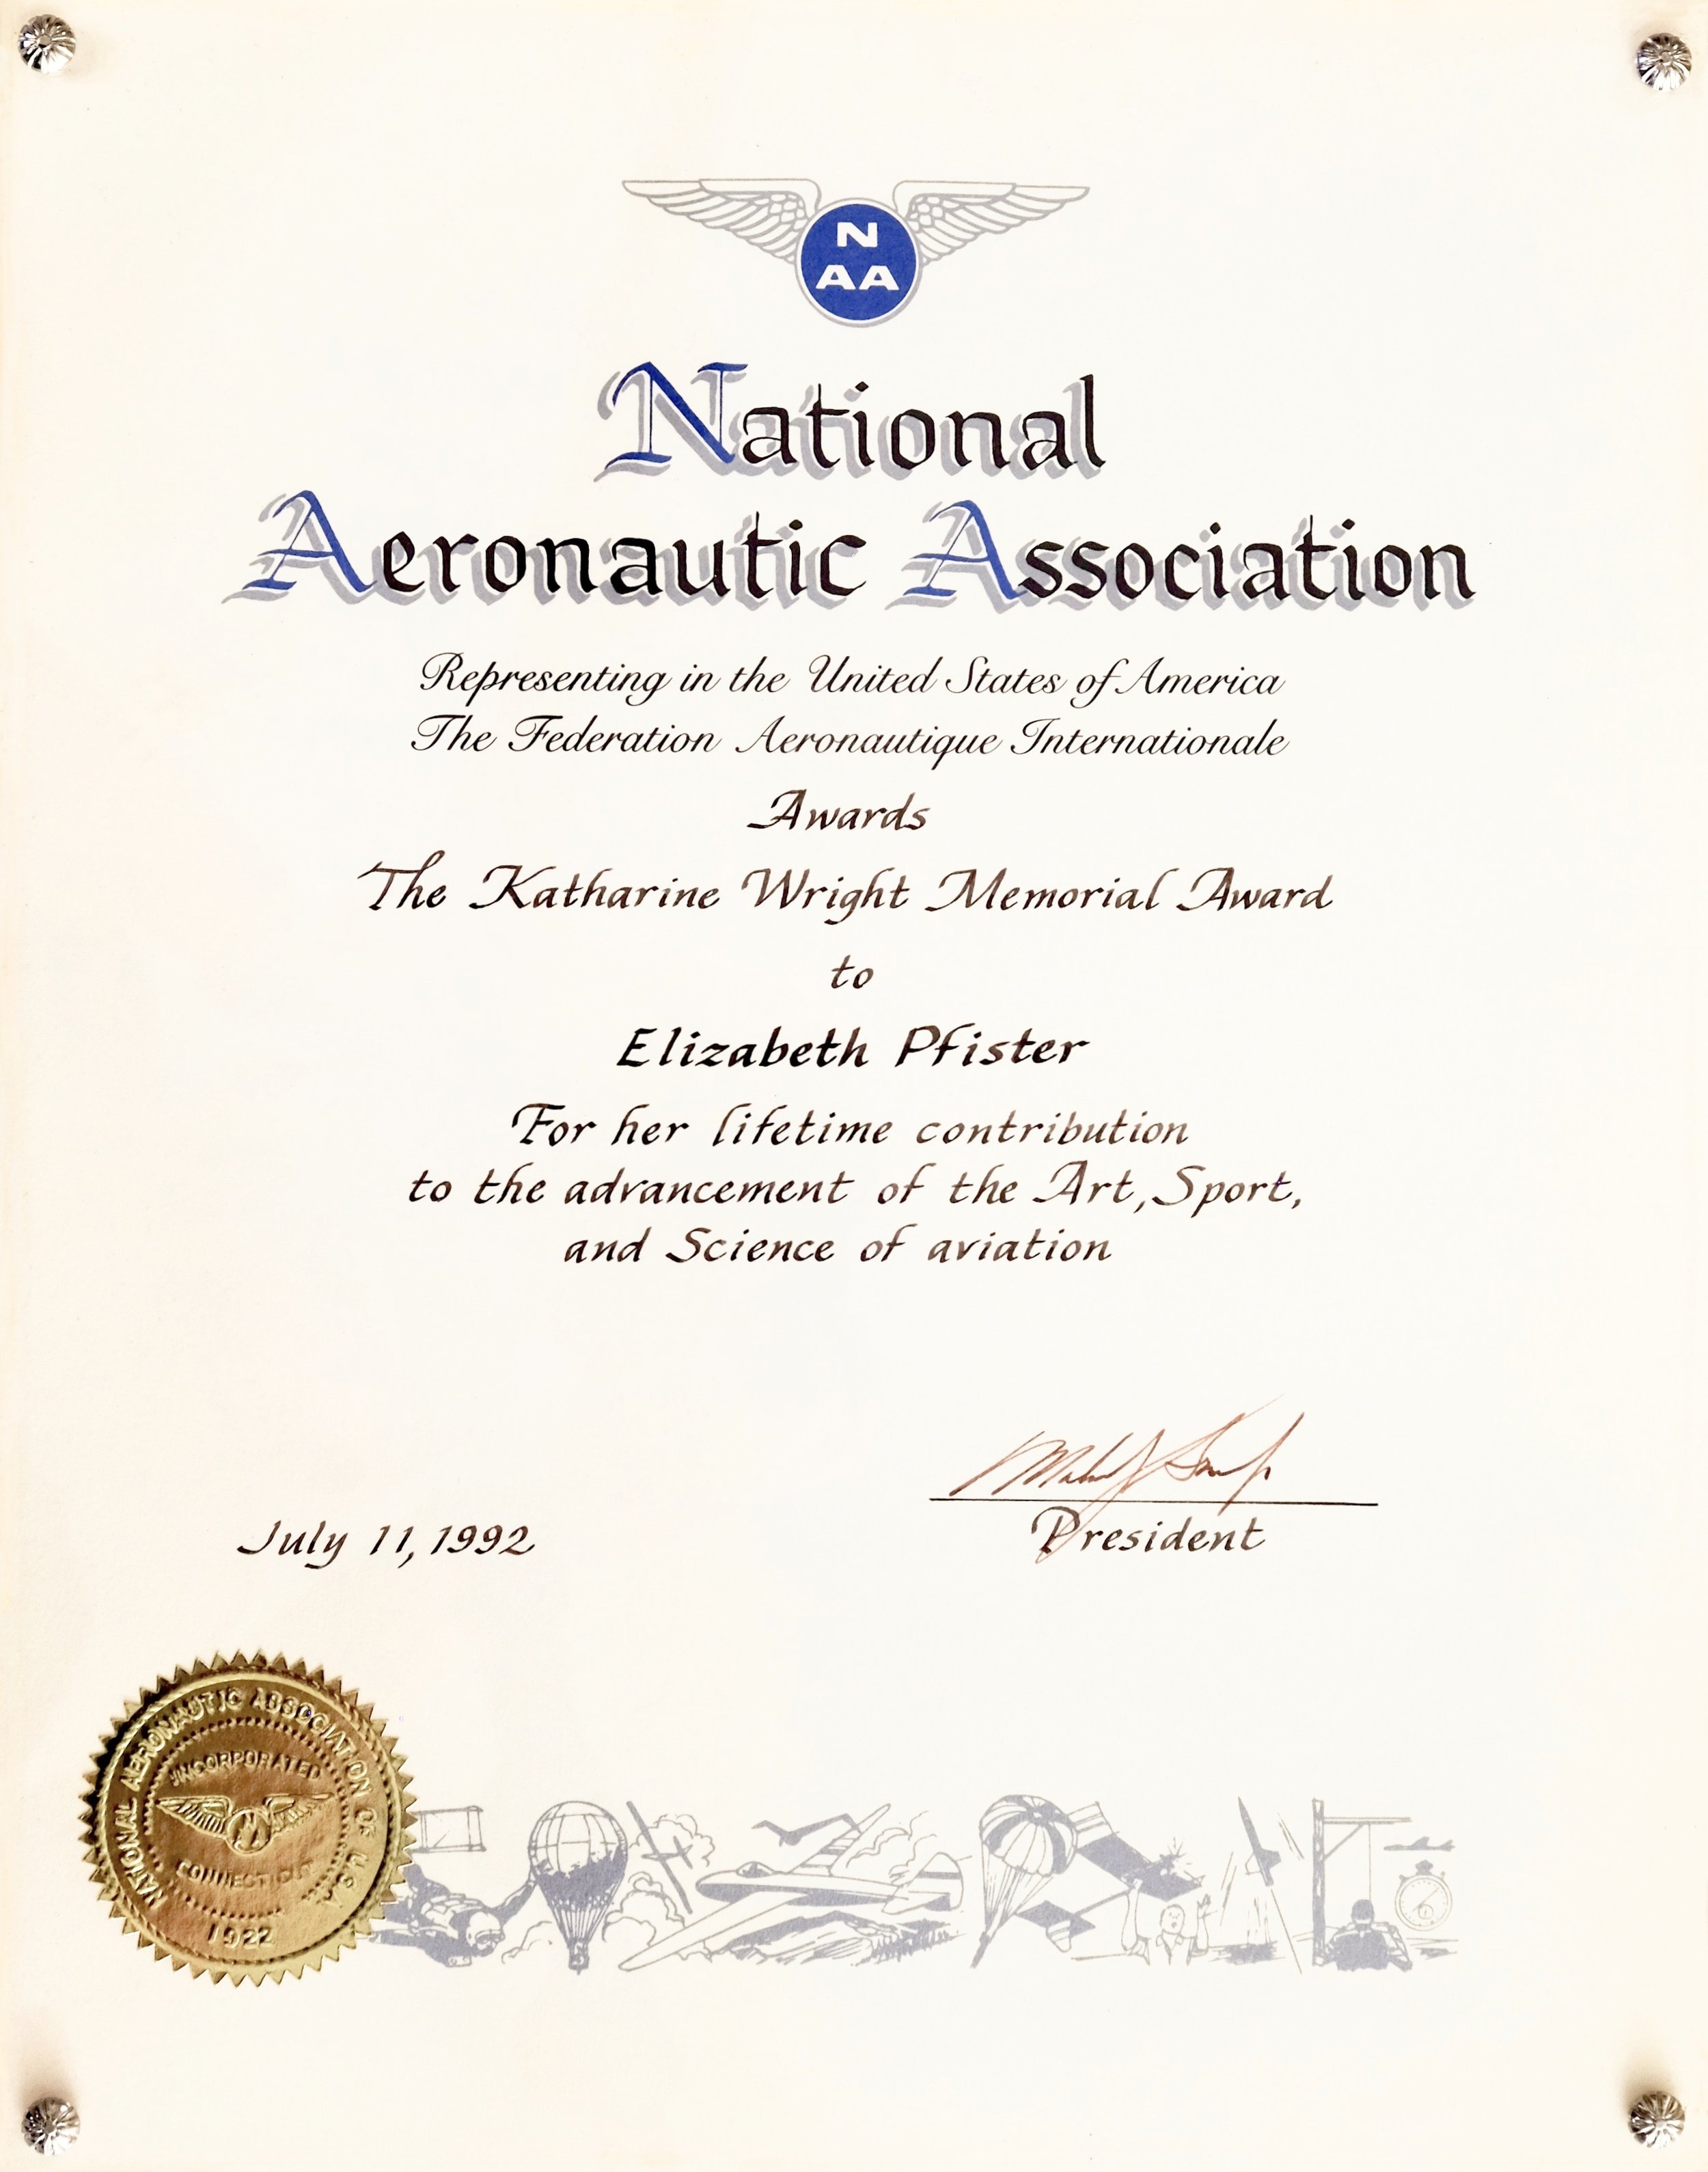 N
AA
National
Aeronautic Association
Representing in the United States of America
The Federation Aeronautique Internationale
Awards
The Katharine Wright Memorial Award
to
Elizabeth Pfister
For her lifetime contribution
to the advancement of the Art, Sport,
and Science of aviation
President
July 11, 1992
NATIONAL AERONAUTIC ASSOCIATION OF U.S.A.
INCORPORATED
CONNECTICUT
1922